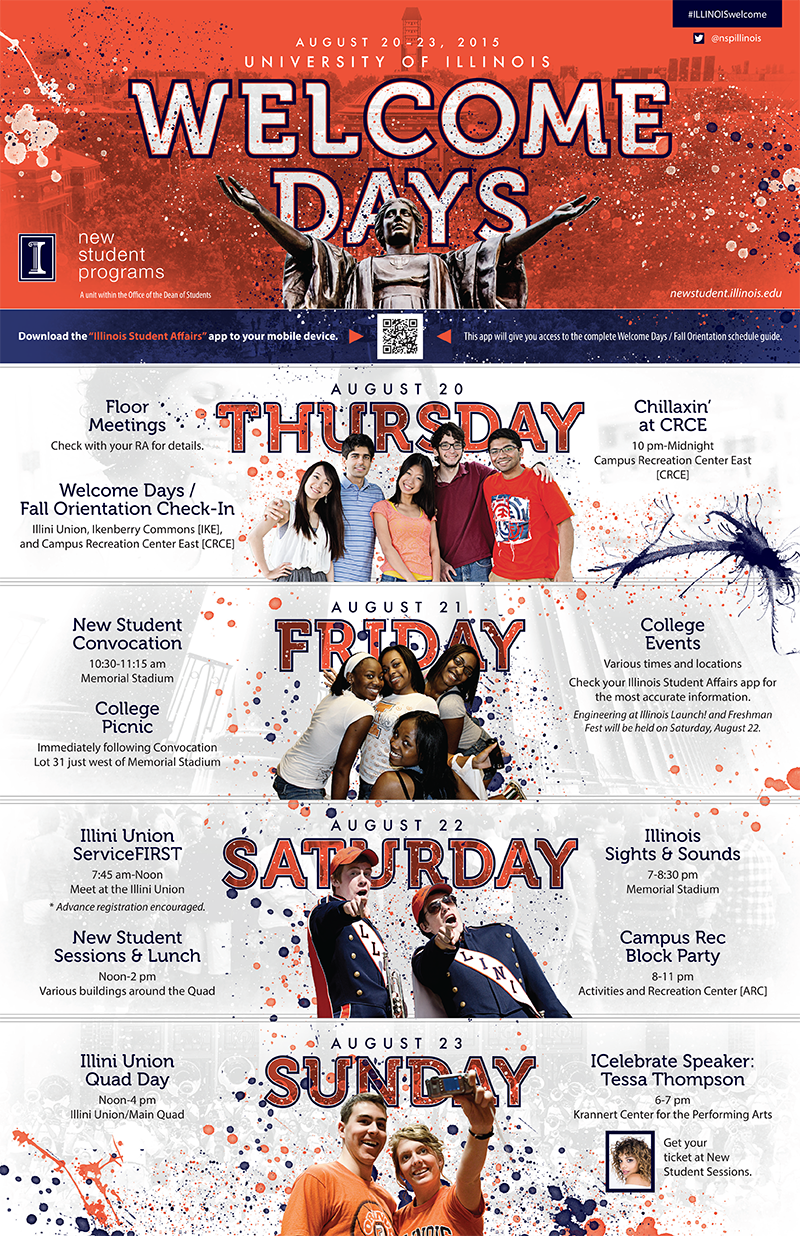 #ILLINOISwelcome
@nspillinois
AUGUST 20-23, 2015
UNIVERSITY OF ILLINOIS
WELCOME
DAYS
I
new
student
programs
A unit within the Office of the Dean of Students
newstudent.illinois.edu
Download the "Illinois Student Affairs" app to your mobile device.
This app will give you access to the complete Welcome Days / Fall Orientation schedule guide.
AUGUST 20
THURSDAY
Floor
Meetings
Check with your RA for details.
Welcome Days /
Fall Orientation Check-In
Illini Union, Ikenberry Commons [IKE],
and Campus Recreation Center East [CRCE]
Chillaxin'
at CRCE
10 pm-Midnight
Campus Recreation Center East
[CRCE]
AUGUST 21
FRIDAY
New Student
Convocation
10:30-11:15 am
Memorial Stadium
College
Picnic
Immediately following Convocation
Lot 31 just west of Memorial Stadium
College
Events
Various times and locations
Check your Illinois Student Affairs app for
the most accurate information.
Engineering at Illinois Launch! and Freshman
Fest will be held on Saturday, August 22.
AUGUST 22
SATURDAY
Illini Union
ServiceFIRST
7:45 am-Noon
Meet at the Illini Union
* Advance registration encouraged.
New Student
Sessions & Lunch
Noon-2 pm
Various buildings around the Quad
Illinois
Sights & Sounds
7-8:30 pm
Memorial Stadium
Campus Rec
Block Party
8-11 pm
Activities and Recreation Center [ARC]
AUGUST 23
SUNDAY
Illini Union
Quad Day
Noon-4 pm
Illini Union/Main Quad
ICelebrate Speaker:
Tessa Thompson
6-7 pm
Krannert Center for the Performing Arts
Get your
ticket at New
Student Sessions.